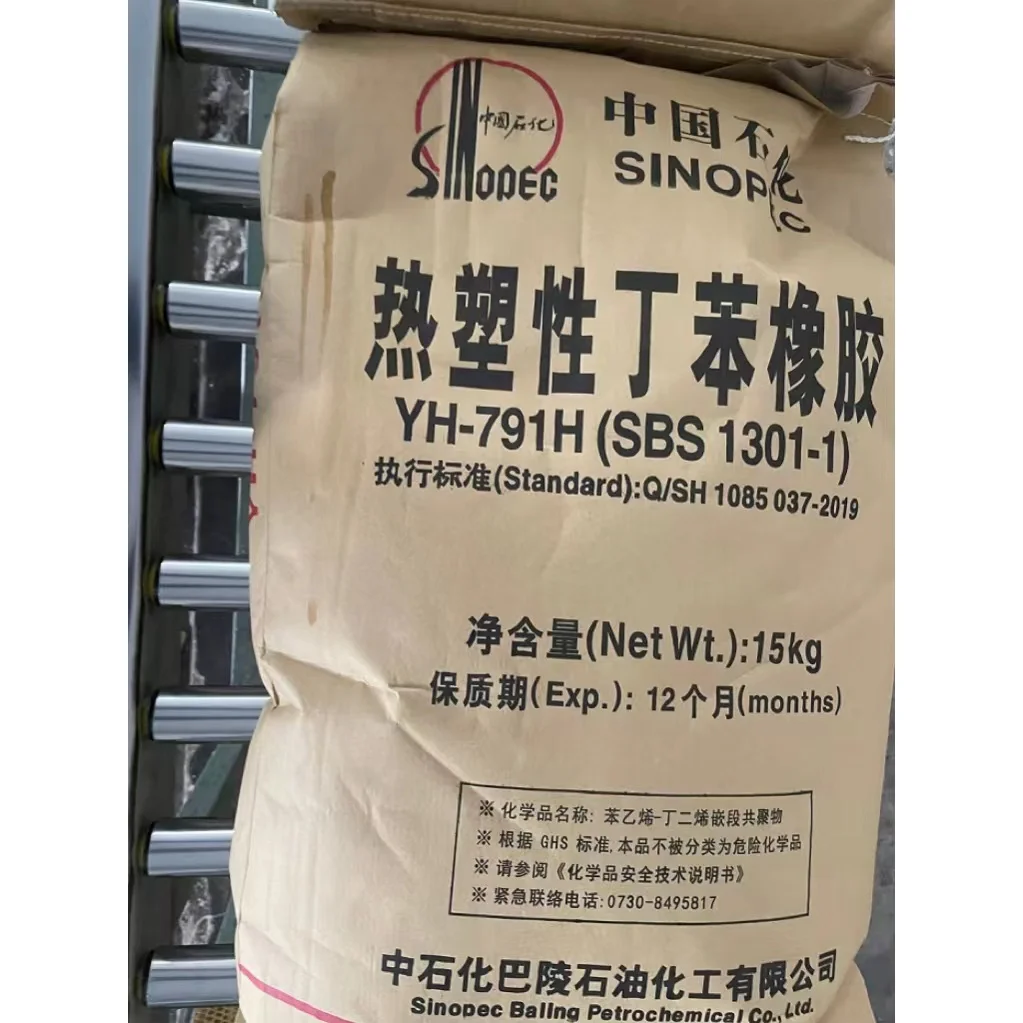 中国石化
SINOPEC
中国石化
SINOPEC
热塑性丁苯橡胶
YH-791H (SBS 1301-1)
执行标准(Standard):Q/SH 1085 037-2019
净含量(Net Wt.):15kg
保质期(Exp.): 12个月(months)
※ 化学品名称: 苯乙烯-丁二烯嵌段共聚物
※ 根据 GHS 标准,本品不被分类为危险化学品
※ 请参阅《化学品安全技术说明书》
※ 紧急联络电话:0730-8495817
中石化巴陵石油化工有限公司
Sinopec Baling Petrochemical Co., Ltd.